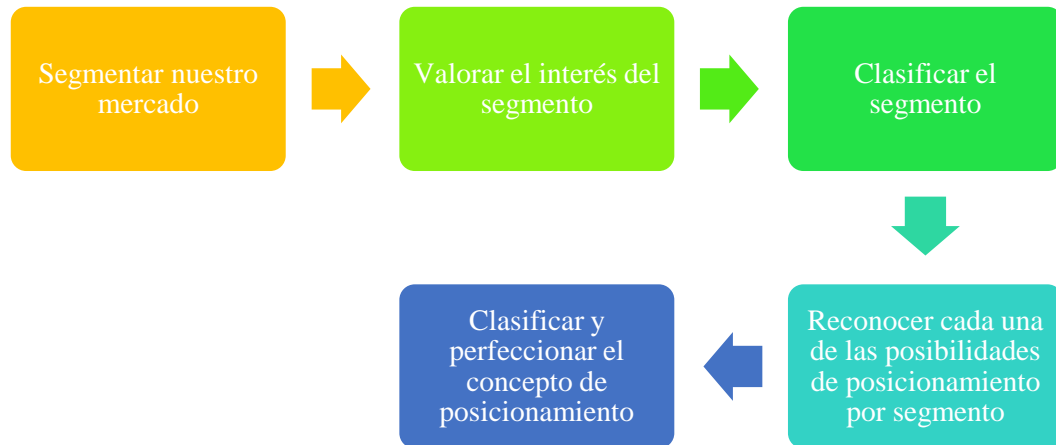 Segmentar nuestro
mercado
Valorar el interés del
segmento
Clasificar el
segmento
Reconocer cada una
de las posibilidades
de posicionamiento
por segmento
Clasificar y
perfeccionar el
concepto de
posicionamiento